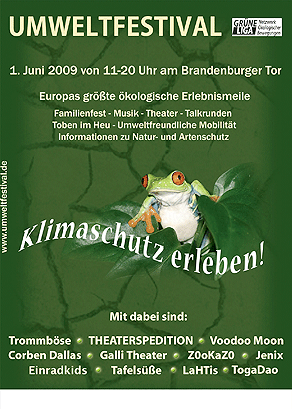 UMWELTFESTIVAL
GRÜNE LIGA
Netzwerk
Ökologischer
Bewegungen
1. Juni 2009 von 11-20 Uhr am Brandenburger Tor
Europas größte ökologische Erlebnismeile
Familienfest - Musik - Theater - Talkrunden
Toben im Heu - Umweltfreundliche Mobilität
Informationen zu Natur- und Artenschutz
www.umweltfestival.de
Klimaschutz erleben!
Mit dabei sind:
Trommböse • THEATERSPEDITION • Voodoo Moon
Corben Dallas • Galli Theater • Z0oKaZ0 • Jenix
Einradkids • Tafelsüße • LaHTis • TogaDao